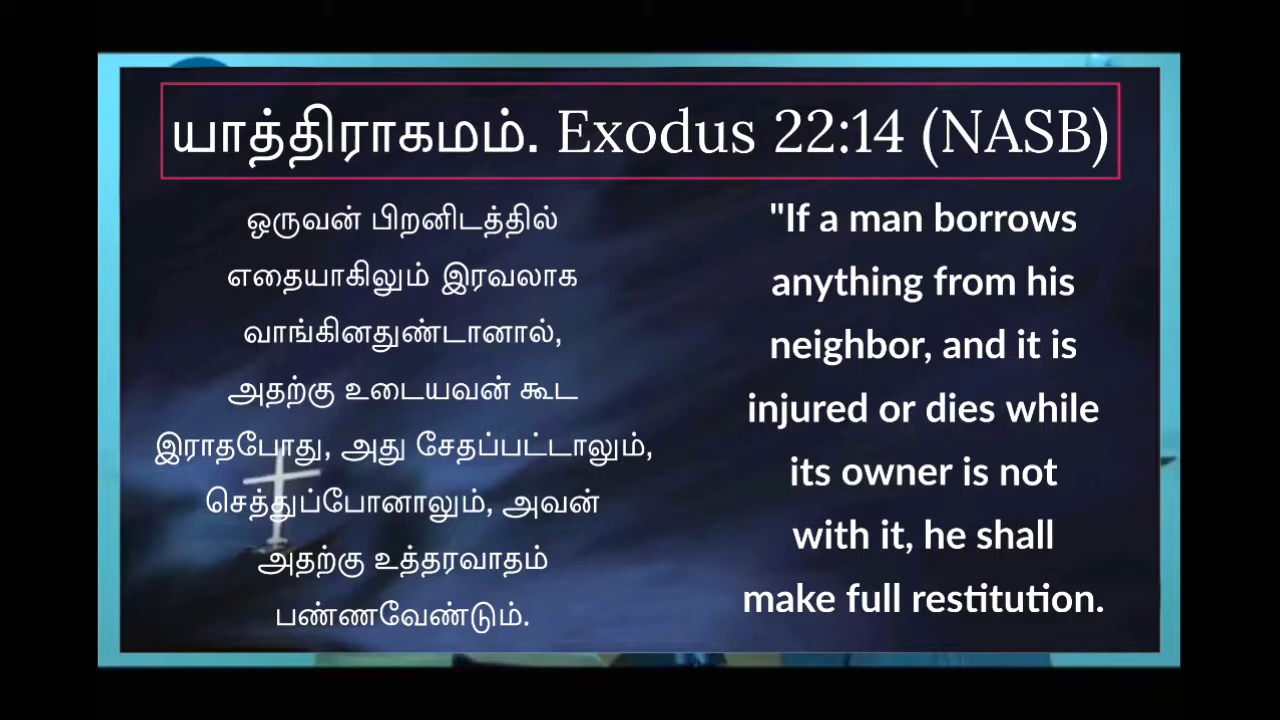 யாத்திராகமம். Exodus 22:14 (NASB)
ஒருவன் பிறனிடத்தில்
எதையாகிலும் இரவலாக
வாங்கினதுண்டானால்,
அதற்கு உடையவன் கூட
இராதபோது, அது சேதப்பட்டாலும்,
செத்துப்போனாலும், அவன்
அதற்கு உத்தரவாதம்
பண்ணவேண்டும்.
"If a man borrows
anything from his
neighbor, and it is
injured or dies while
its owner is not
with it, he shall
make full restitution.